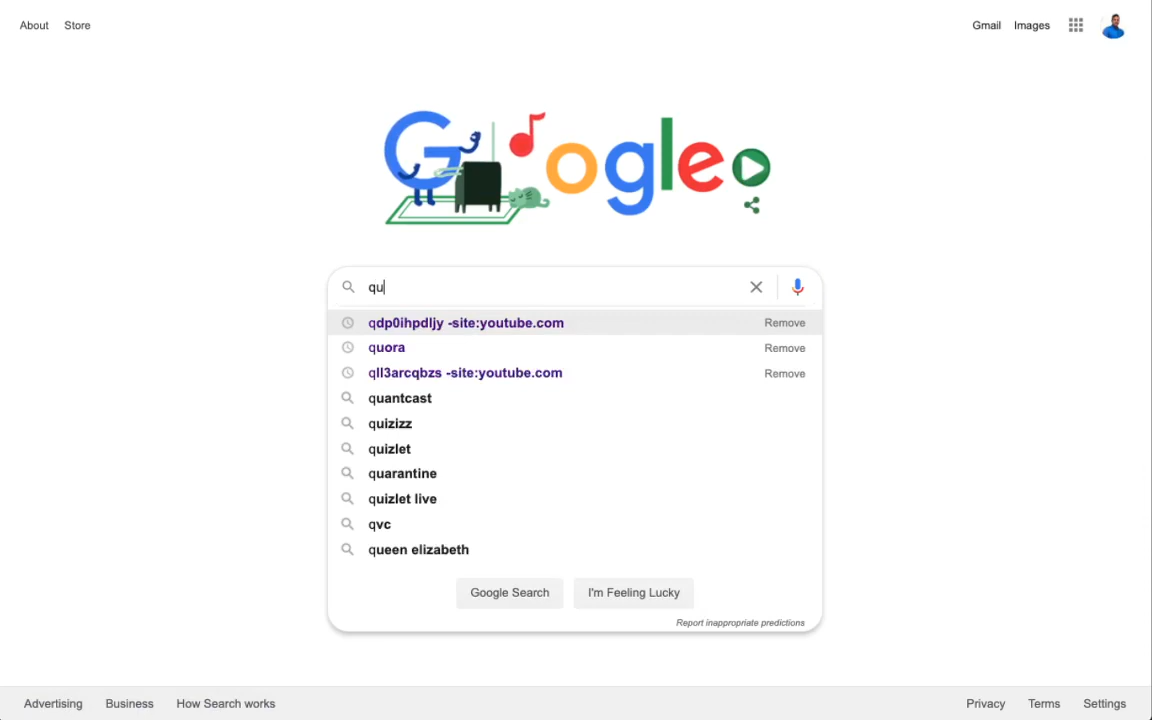 About Store
Gmail Images
Google
qu
qdp0ihpdljy -site:youtube.com Remove
quora Remove
qll3arcqbzs -site:youtube.com Remove
quantcast
quizizz
quizlet
quarantine
quizlet live
qvc
queen elizabeth
Google Search I'm Feeling Lucky
Report inappropriate predictions
Advertising Business How Search works
Privacy Terms Settings